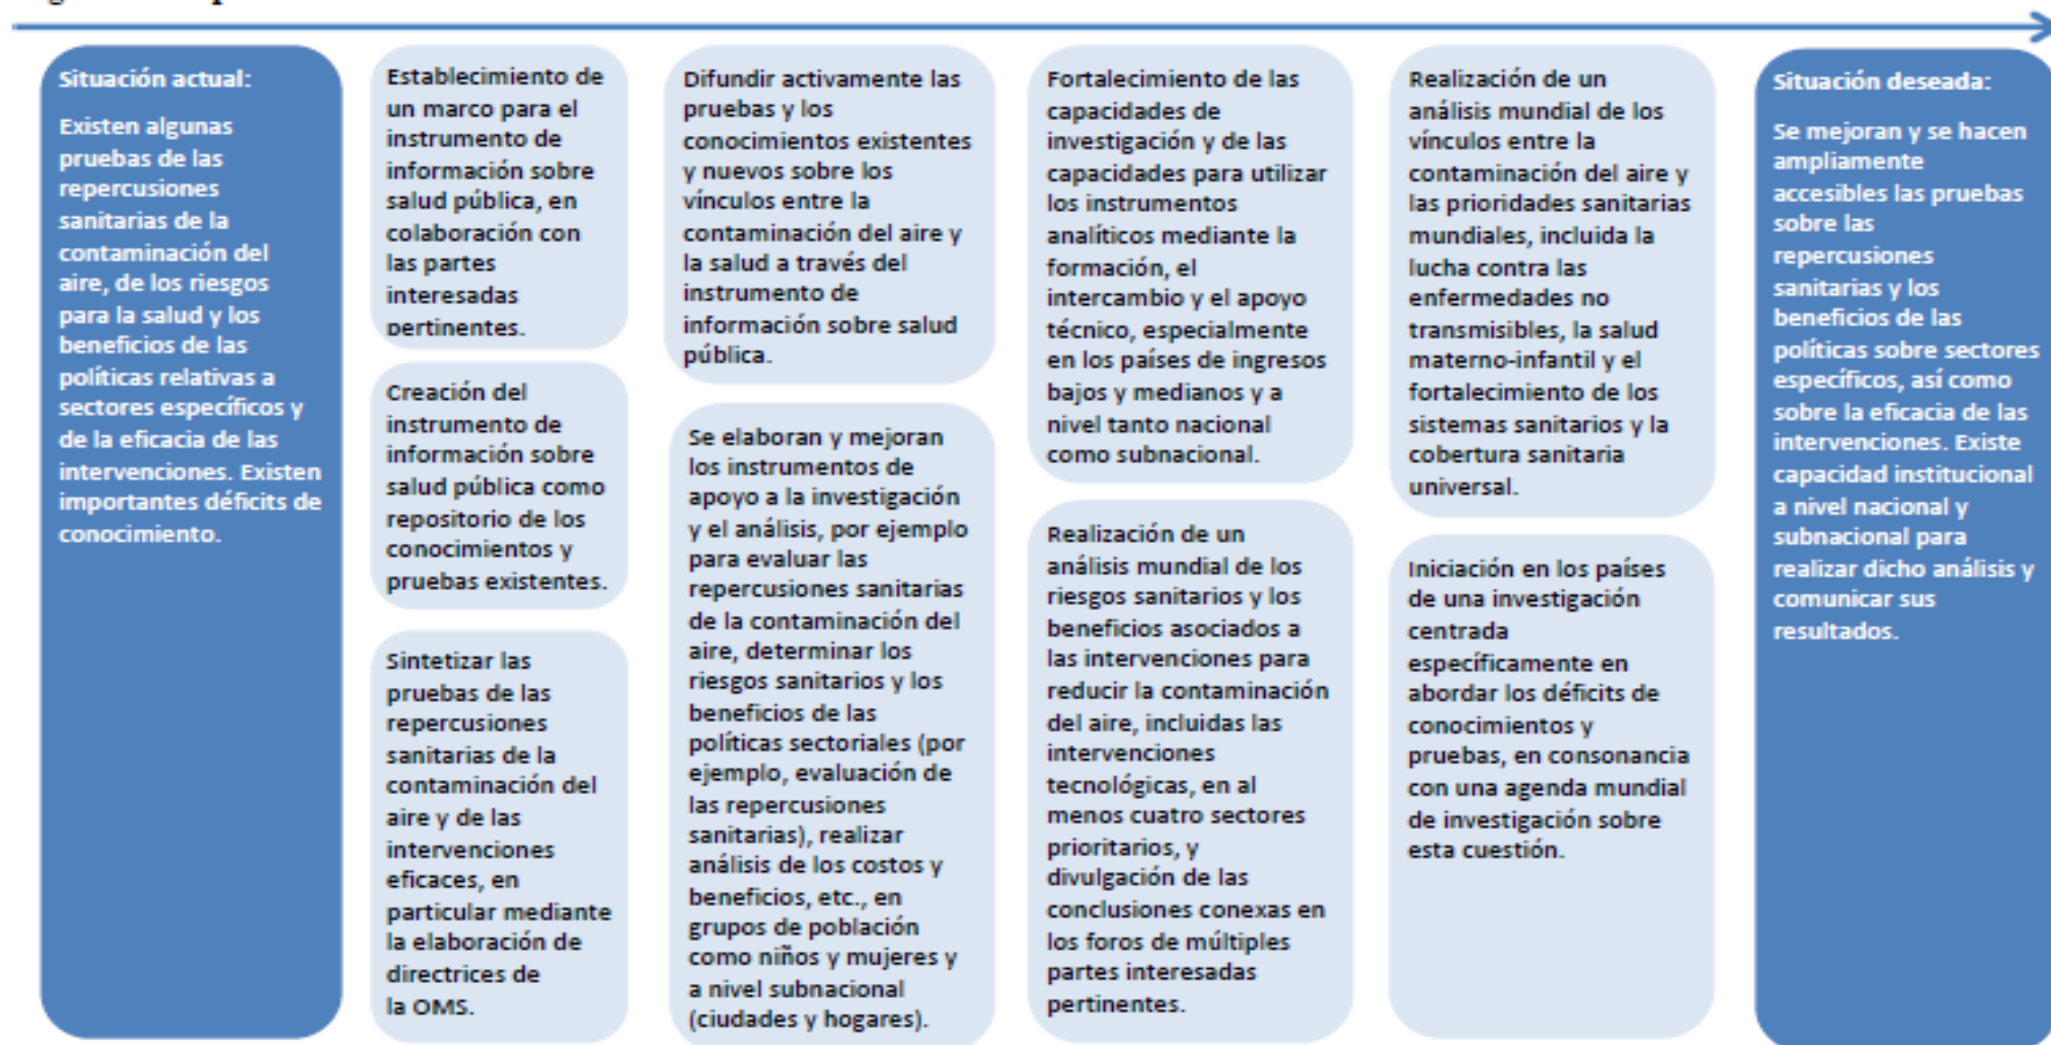 Situación actual:
Existen algunas
pruebas de las
repercusiones
sanitarias de la
contaminación del
aire, de los riesgos
para la salud y los
beneficios de las
políticas relativas a
sectores específicos y
de la eficacia de las
intervenciones. Existen
importantes déficits de
conocimiento.
Establecimiento de
un marco para el
instrumento de
información sobre
salud pública, en
colaboración con
las partes
interesadas
pertinentes.
Creación del
instrumento de
información sobre
salud pública como
repositorio de los
conocimientos y
pruebas existentes.
Sintetizar las
pruebas de las
repercusiones
sanitarias de la
contaminación del
aire y de las
intervenciones
eficaces, en
particular mediante
la elaboración de
directrices de
la OMS.
Difundir activamente las
pruebas y los
conocimientos existentes
y nuevos sobre los
vínculos entre la
contaminación del aire y
la salud a través del
instrumento de
información sobre salud
pública.
Se elaboran y mejoran
los instrumentos de
apoyo a la investigación
y el análisis, por ejemplo
para evaluar las
repercusiones sanitarias
de la contaminación del
aire, determinar los
riesgos sanitarios y los
beneficios de las
políticas sectoriales (por
ejemplo, evaluación de
las repercusiones
sanitarias), realizar
análisis de los costos y
beneficios, etc., en
grupos de población
como niños y mujeres y
a nivel subnacional
(ciudades y hogares).
Fortalecimiento de las
capacidades de
investigación y de las
capacidades para utilizar
los instrumentos
analíticos mediante la
formación, el
intercambio y el apoyo
técnico, especialmente
en los países de ingresos
bajos y medianos y a
nivel tanto nacional
como subnacional.
Realización de un
análisis mundial de los
riesgos sanitarios y los
beneficios asociados a
las intervenciones para
reducir la contaminación
del aire, incluidas las
intervenciones
tecnológicas, en al
menos cuatro sectores
prioritarios, y
divulgación de las
conclusiones conexas en
los foros de múltiples
partes interesadas
pertinentes.
Realización de un
análisis mundial de los
vínculos entre la
contaminación del aire y
las prioridades sanitarias
mundiales, incluida la
lucha contra las
enfermedades no
transmisibles, la salud
materno-infantil y el
fortalecimiento de los
sistemas sanitarios y la
cobertura sanitaria
universal.
Iniciación en los países
de una investigación
centrada
específicamente en
abordar los déficits de
conocimientos y
pruebas, en consonancia
con una agenda mundial
de investigación sobre
esta cuestión.
Situación deseada:
Se mejoran y se hacen
ampliamente
accesibles las pruebas
sobre las
repercusiones
sanitarias y los
beneficios de las
políticas sobre sectores
específicos, así como
sobre la eficacia de las
intervenciones. Existe
capacidad institucional
a nivel nacional y
subnacional para
realizar dicho análisis y
comunicar sus
resultados.